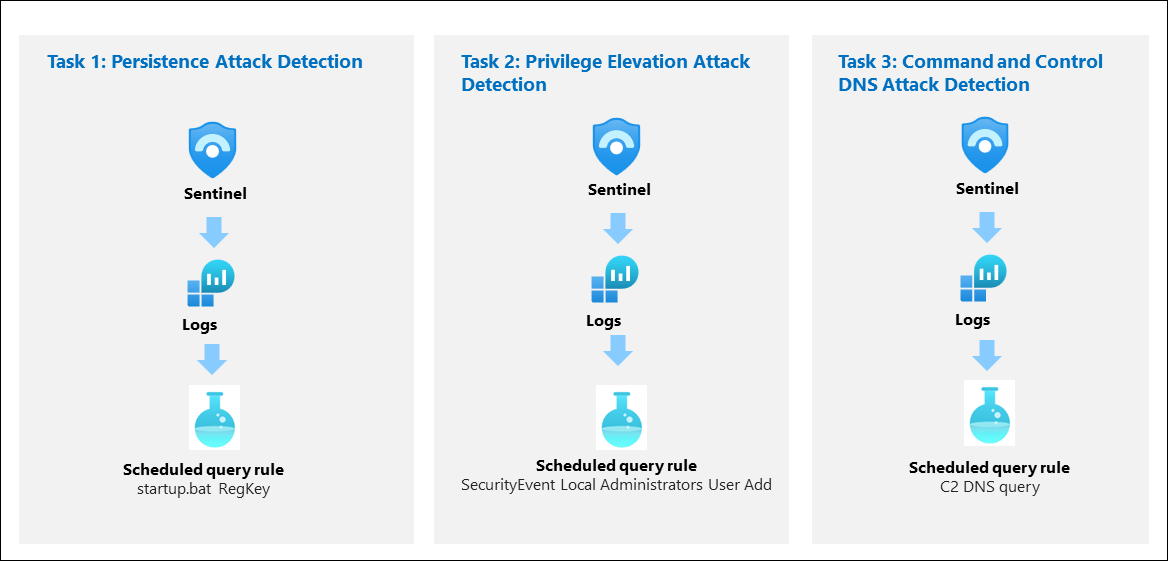 Task 1: Persistence Attack Detection
Sentinel
Logs
Scheduled query rule
startup.bat RegKey
Task 2: Privilege Elevation Attack
Detection
Sentinel
Logs
Scheduled query rule
SecurityEvent Local Administrators User Add
Task 3: Command and Control
DNS Attack Detection
Sentinel
Logs
Scheduled query rule
C2 DNS query